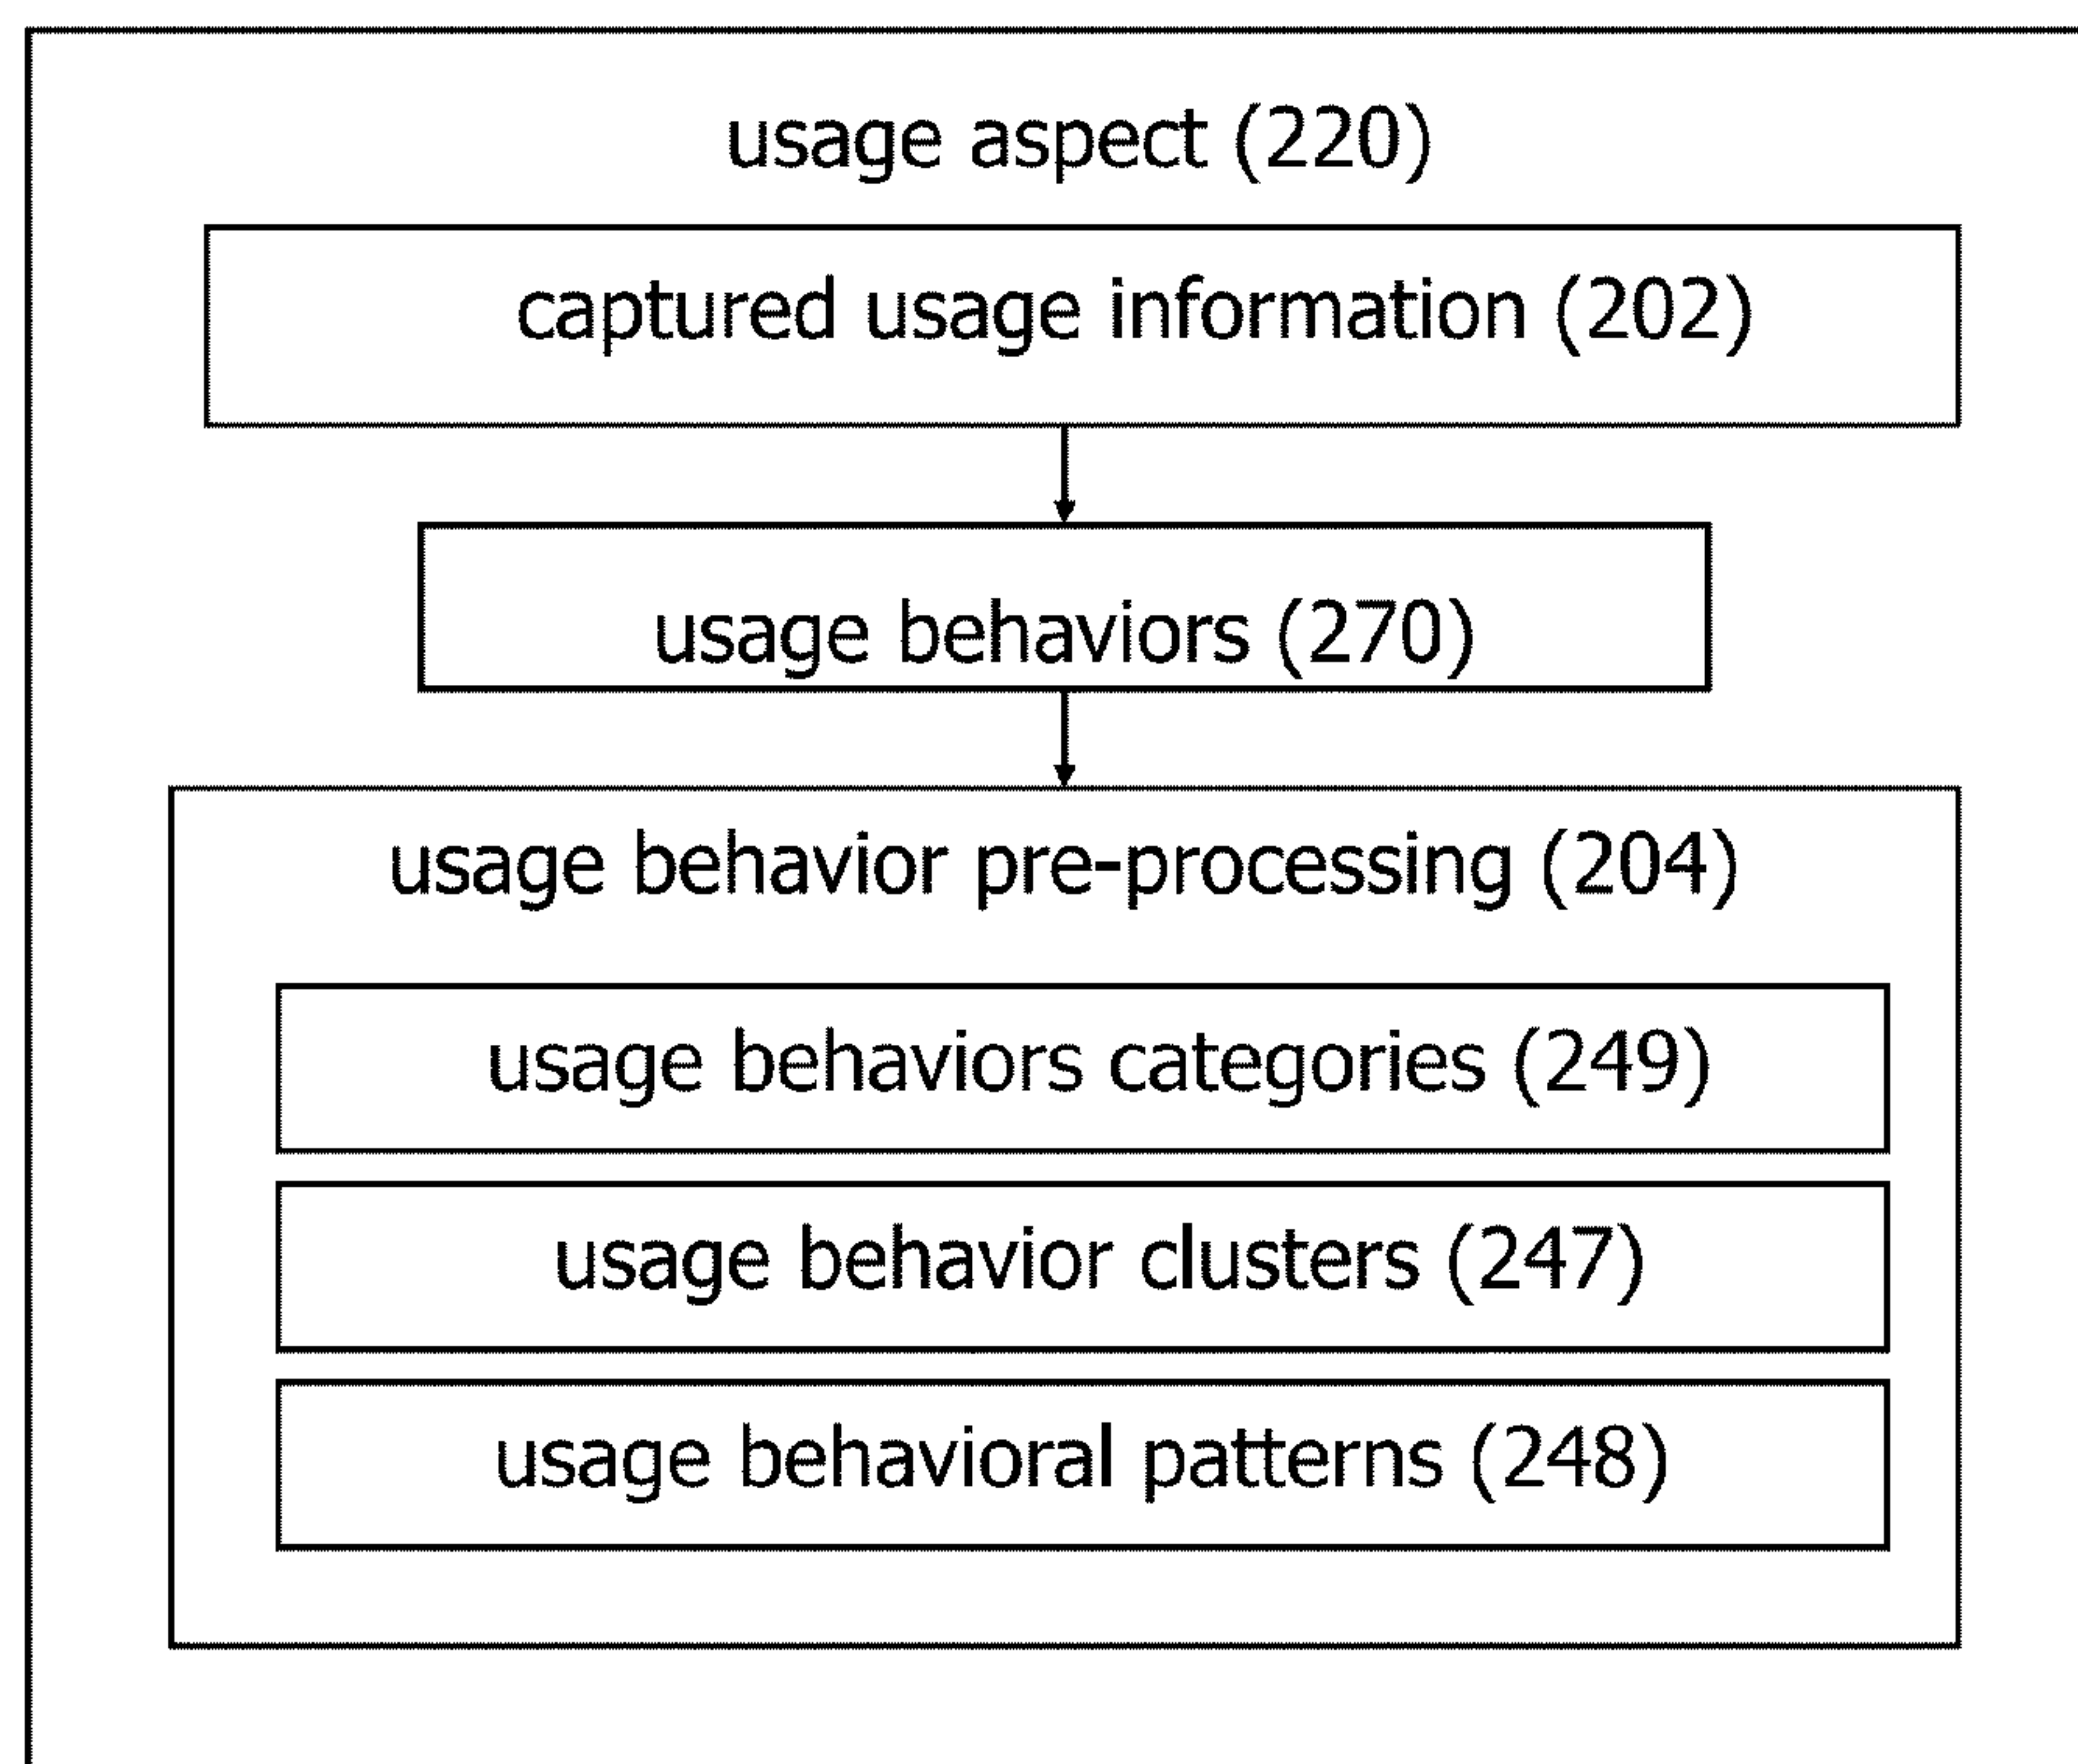 usage aspect (220)
captured usage information (202)
usage behaviors (270)
usage behavior pre-processing (204)
usage behaviors categories (249)
usage behavior clusters (247)
usage behavioral patterns (248)